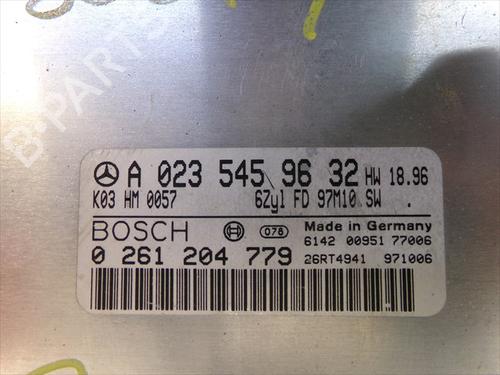 B-PARTS
A 023 545 96 32 HW 18.96
K03 HM 0057 6Zyl FD 97M10 SW .
BOSCH 078 Made in Germany
6142 00951 77006
0 261 204 779 26RT4941 971006